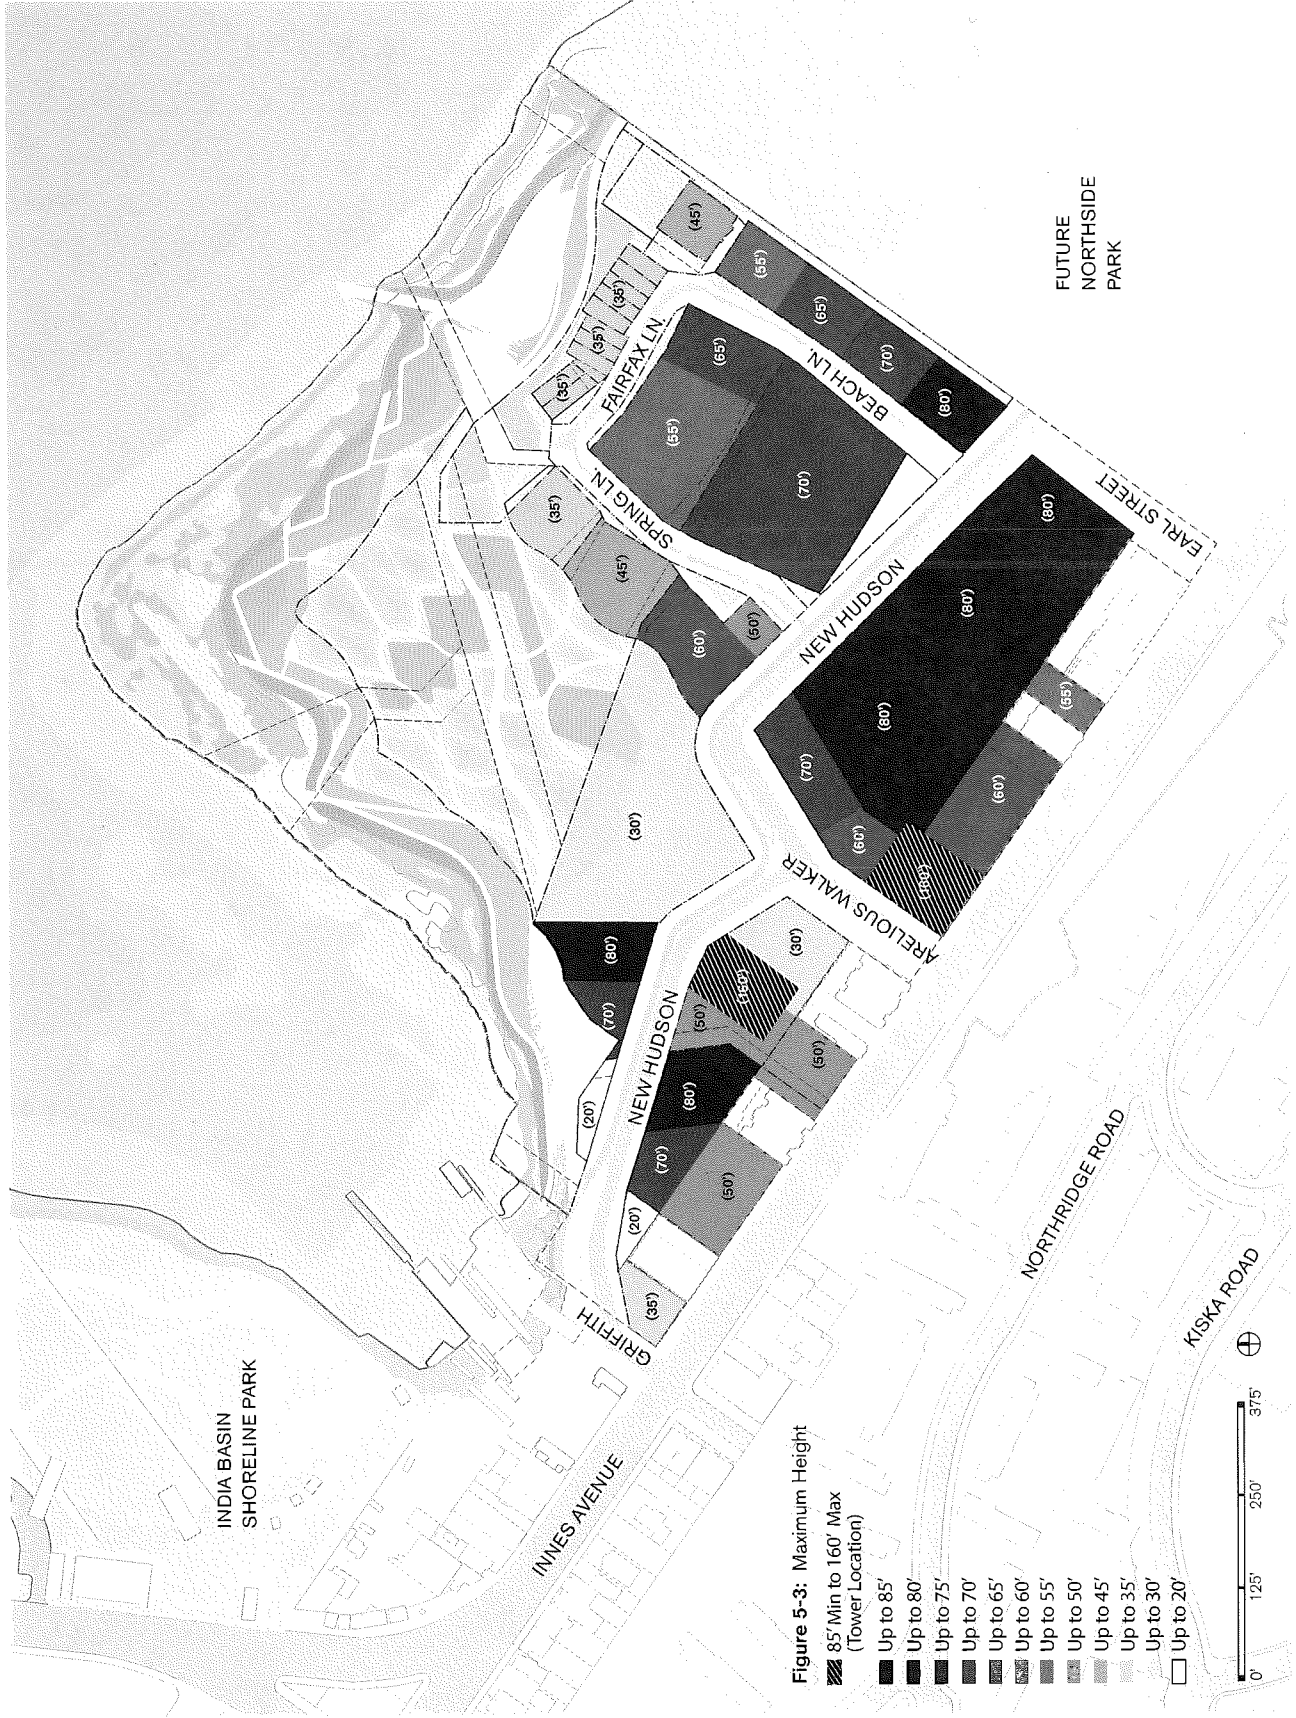 INDIA BASIN
SHORELINE PARK
FUTURE
NORTHSIDE
PARK
GRIFFITH
INNES AVENUE
NEW HUDSON
ARELIOUS WALKER
NEW HUDSON
SPRING LN.
FAIRFAX LN.
BEACH LN.
EARL STREET
NORTHRIDGE ROAD
KISKA ROAD
(35')
(20')
(20')
(70')
(50')
(80')
(50')
(50')
(160')
(30')
(70')
(80')
(30')
(160')
(60')
(70')
(60')
(80')
(55')
(80')
(80')
(60')
(50')
(45')
(35')
(55')
(70')
(65')
(35')
(35')
(35')
(45')
(55')
(65')
(70')
(80')
Figure 5-3: Maximum Height
85' Min to 160' Max
(Tower Location)
Up to 85'
Up to 80'
Up to 75'
Up to 70'
Up to 65'
Up to 60'
Up to 55'
Up to 50'
Up to 45'
Up to 35'
Up to 30'
Up to 20'
0' 125' 250' 375'